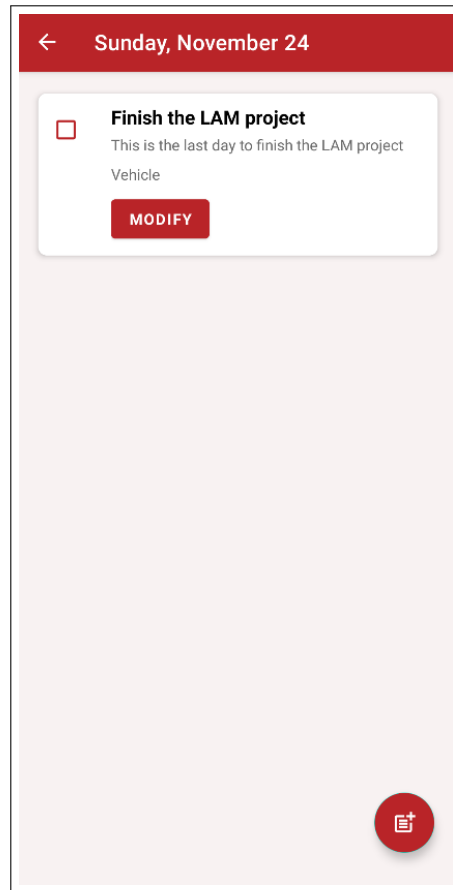 Sunday, November 24
Finish the LAM project
This is the last day to finish the LAM project
Vehicle
MODIFY